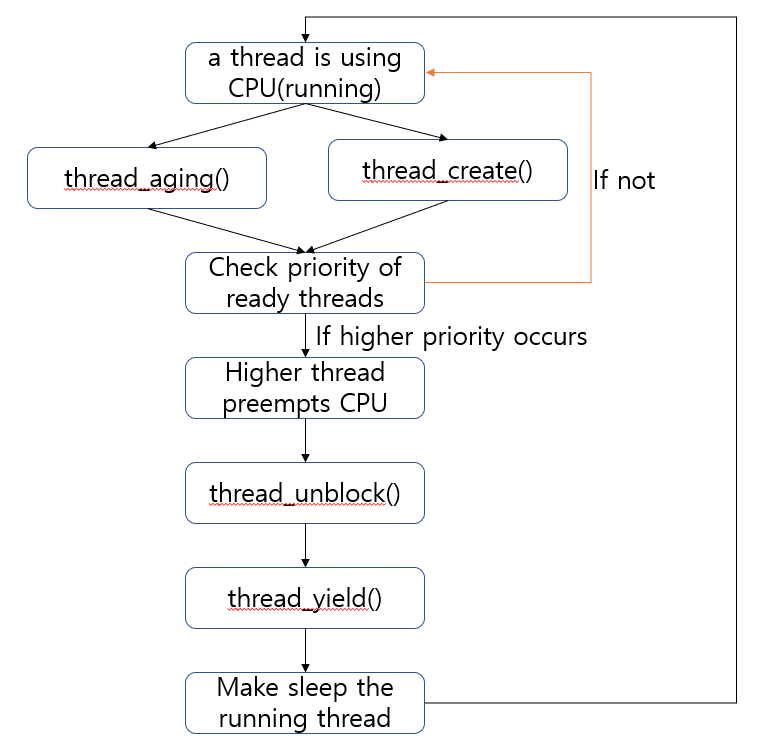 a thread is using
CPU(running)
thread_aging()
thread_create()
If not
Check priority of
ready threads
If higher priority occurs
Higher thread
preempts CPU
thread_unblock()
thread_yield()
Make sleep the
running thread